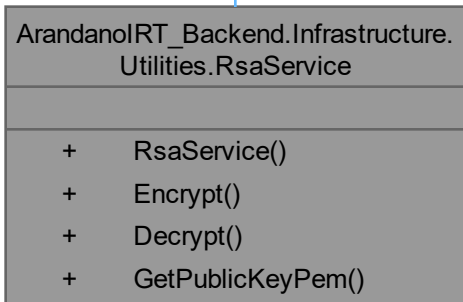 ArandanoIRT_Backend.Infrastructure.
Utilities.RsaService
+ RsaService()
+ Encrypt()
+ Decrypt()
+ GetPublicKeyPem()